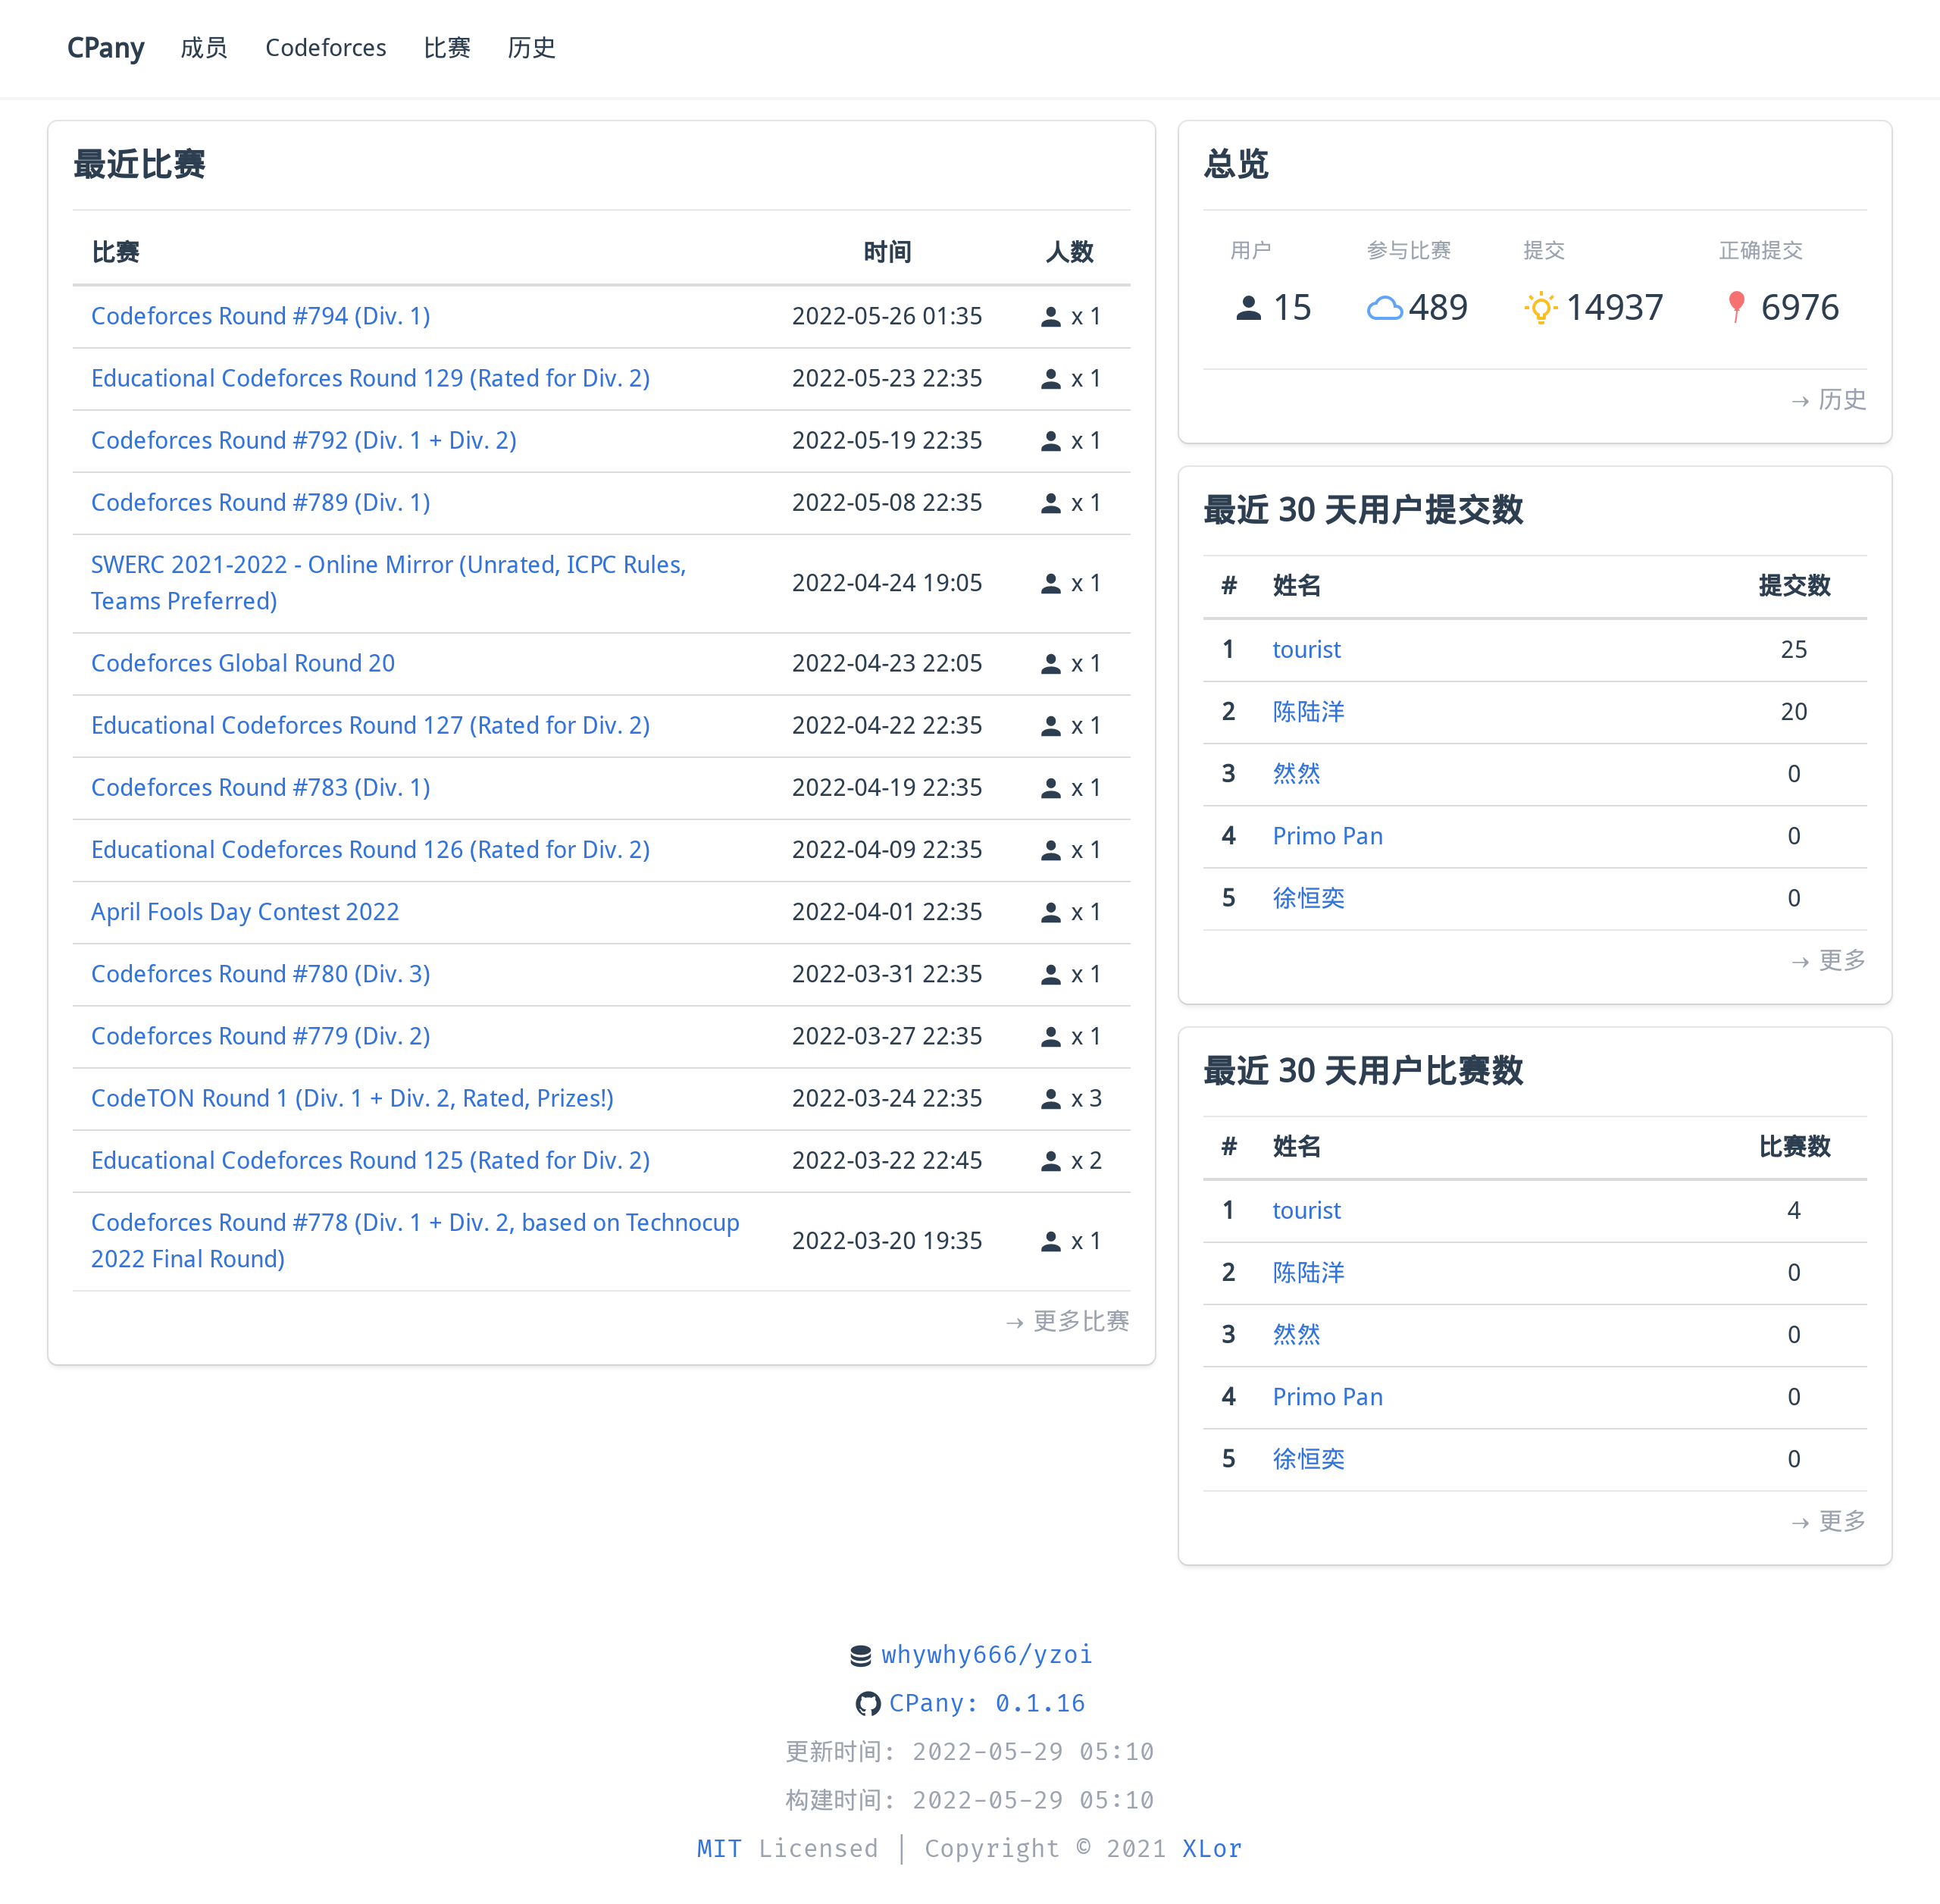 CPany 成员 Codeforces 比赛 历史
最近比赛
比赛 时间 人数
Codeforces Round #794 (Div. 1) 2022-05-26 01:35 x 1
Educational Codeforces Round 129 (Rated for Div. 2) 2022-05-23 22:35 x 1
Codeforces Round #792 (Div. 1 + Div. 2) 2022-05-19 22:35 x 1
Codeforces Round #789 (Div. 1) 2022-05-08 22:35 x 1
SWERC 2021-2022 - Online Mirror (Unrated, ICPC Rules,
Teams Preferred) 2022-04-24 19:05 x 1
Codeforces Global Round 20 2022-04-23 22:05 x 1
Educational Codeforces Round 127 (Rated for Div. 2) 2022-04-22 22:35 x 1
Codeforces Round #783 (Div. 1) 2022-04-19 22:35 x 1
Educational Codeforces Round 126 (Rated for Div. 2) 2022-04-09 22:35 x 1
April Fools Day Contest 2022 2022-04-01 22:35 x 1
Codeforces Round #780 (Div. 3) 2022-03-31 22:35 x 1
Codeforces Round #779 (Div. 2) 2022-03-27 22:35 x 1
CodeTON Round 1 (Div. 1 + Div. 2, Rated, Prizes!) 2022-03-24 22:35 x 3
Educational Codeforces Round 125 (Rated for Div. 2) 2022-03-22 22:45 x 2
Codeforces Round #778 (Div. 1 + Div. 2, based on Technocup
2022 Final Round) 2022-03-20 19:35 x 1
→ 更多比赛
总览
用户 参与比赛 提交 正确提交
15 489 14937 6976
→ 历史
最近 30 天用户提交数
# 姓名 提交数
1 tourist 25
2 陈陆洋 20
3 然然 0
4 Primo Pan 0
5 徐恒奕 0
→ 更多
最近 30 天用户比赛数
# 姓名 比赛数
1 tourist 4
2 陈陆洋 0
3 然然 0
4 Primo Pan 0
5 徐恒奕 0
→ 更多
whywhy666/yzoi
CPany: 0.1.16
更新时间: 2022-05-29 05:10
构建时间: 2022-05-29 05:10
MIT Licensed | Copyright © 2021 XLor